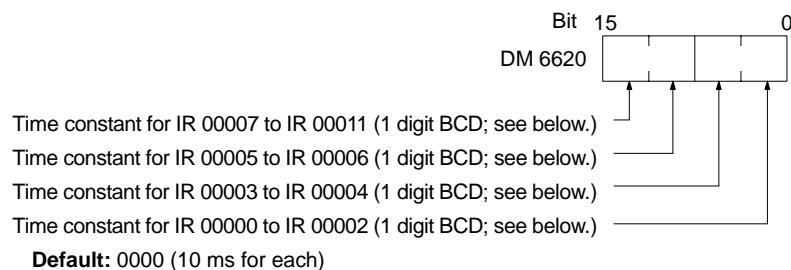 Bit 15 0
DM 6620
Time constant for IR 00007 to IR 00011 (1 digit BCD; see below.)
Time constant for IR 00005 to IR 00006 (1 digit BCD; see below.)
Time constant for IR 00003 to IR 00004 (1 digit BCD; see below.)
Time constant for IR 00000 to IR 00002 (1 digit BCD; see below.)
Default: 0000 (10 ms for each)